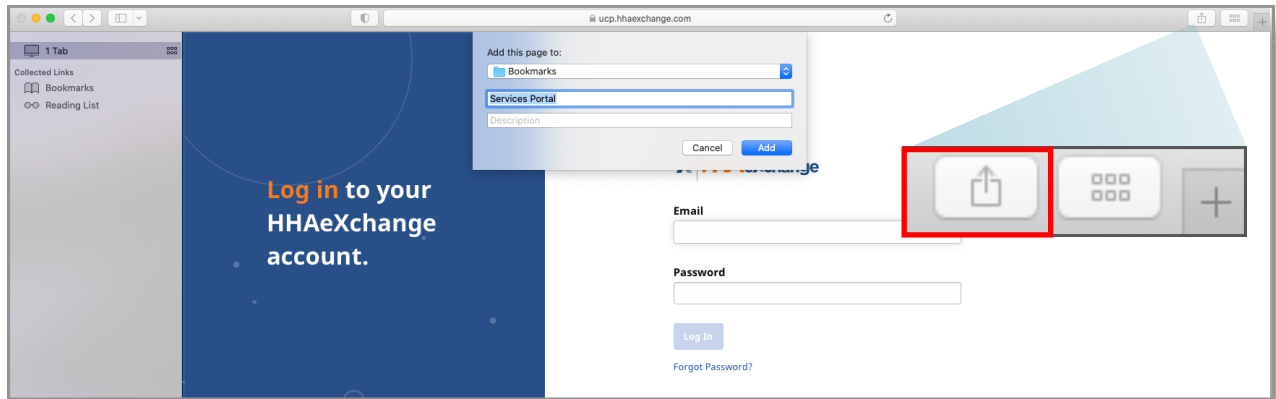 ucp.hhaexchange.com
1 Tab
Collected Links
Bookmarks
Reading List
Add this page to:
Bookmarks
Services Portal
Description
Cancel Add
Log in to your
HHAeXchange
account.
Email
Password
Log In
Forgot Password?